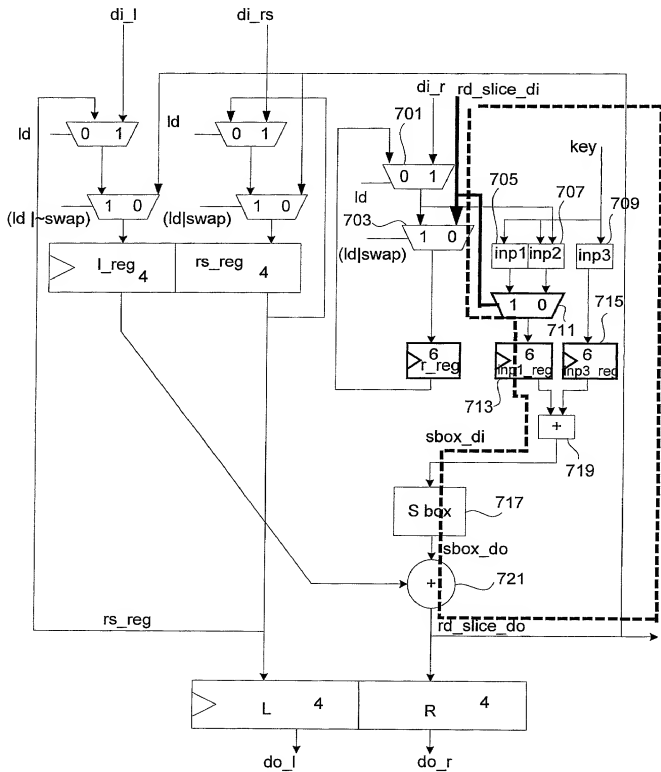 di_l di_rs
di_r rd_slice_di
ld 0 1
ld 0 1
701
0 1
ld
key
705 707 709
(ld |~swap) 1 0
(ld|swap) 1 0
703
1 0
(ld|swap)
inp1 inp2 inp3
l_reg 4 rs_reg 4
1 0
711
715
6
r_reg
6
inp1_reg
6
inp3_reg
713
+
719
sbox_di
S box 717
sbox_do
+ 721
rs_reg
rd_slice_do
L 4 R 4
do_l do_r